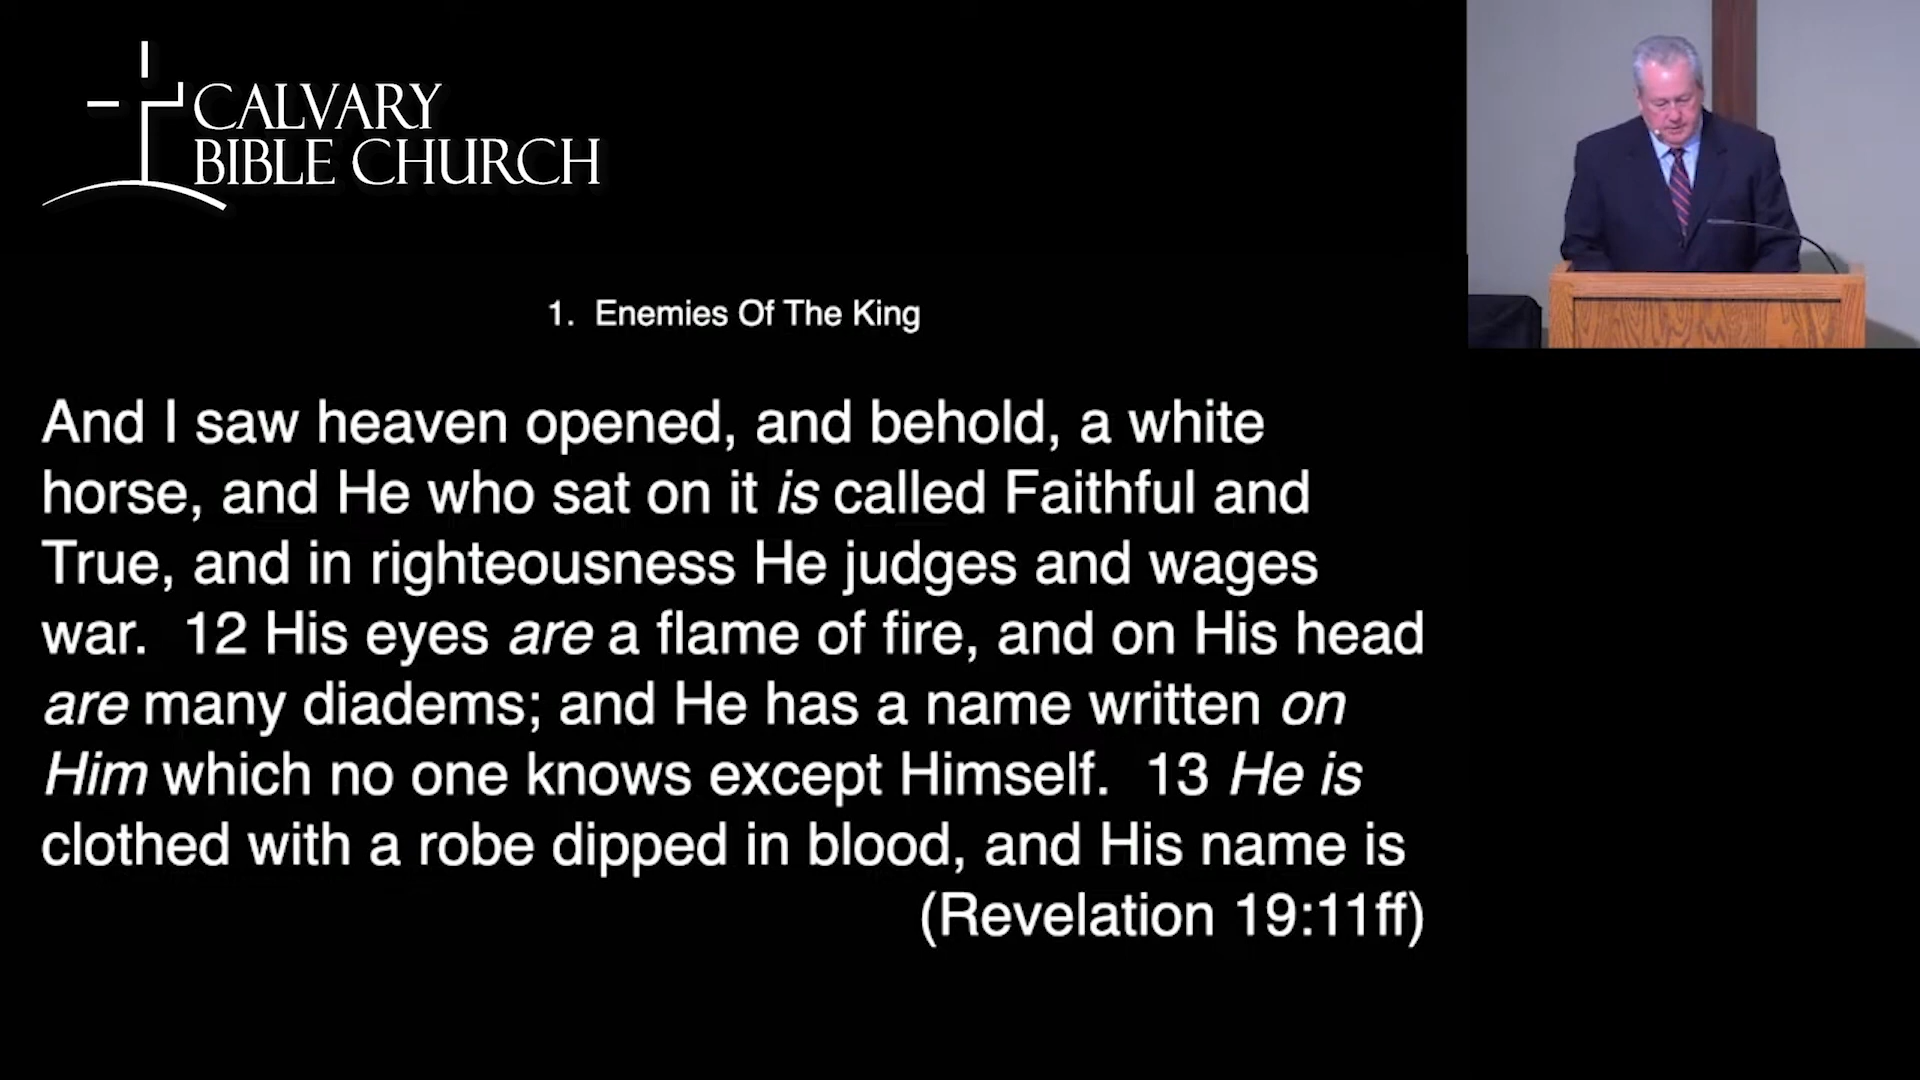 CALVARY
BIBLE CHURCH
1. Enemies Of The King
And I saw heaven opened, and behold, a white
horse, and He who sat on it is called Faithful and
True, and in righteousness He judges and wages
war. 12 His eyes are a flame of fire, and on His head
are many diadems; and He has a name written on
Him which no one knows except Himself. 13 He is
clothed with a robe dipped in blood, and His name is
(Revelation 19:11ff)